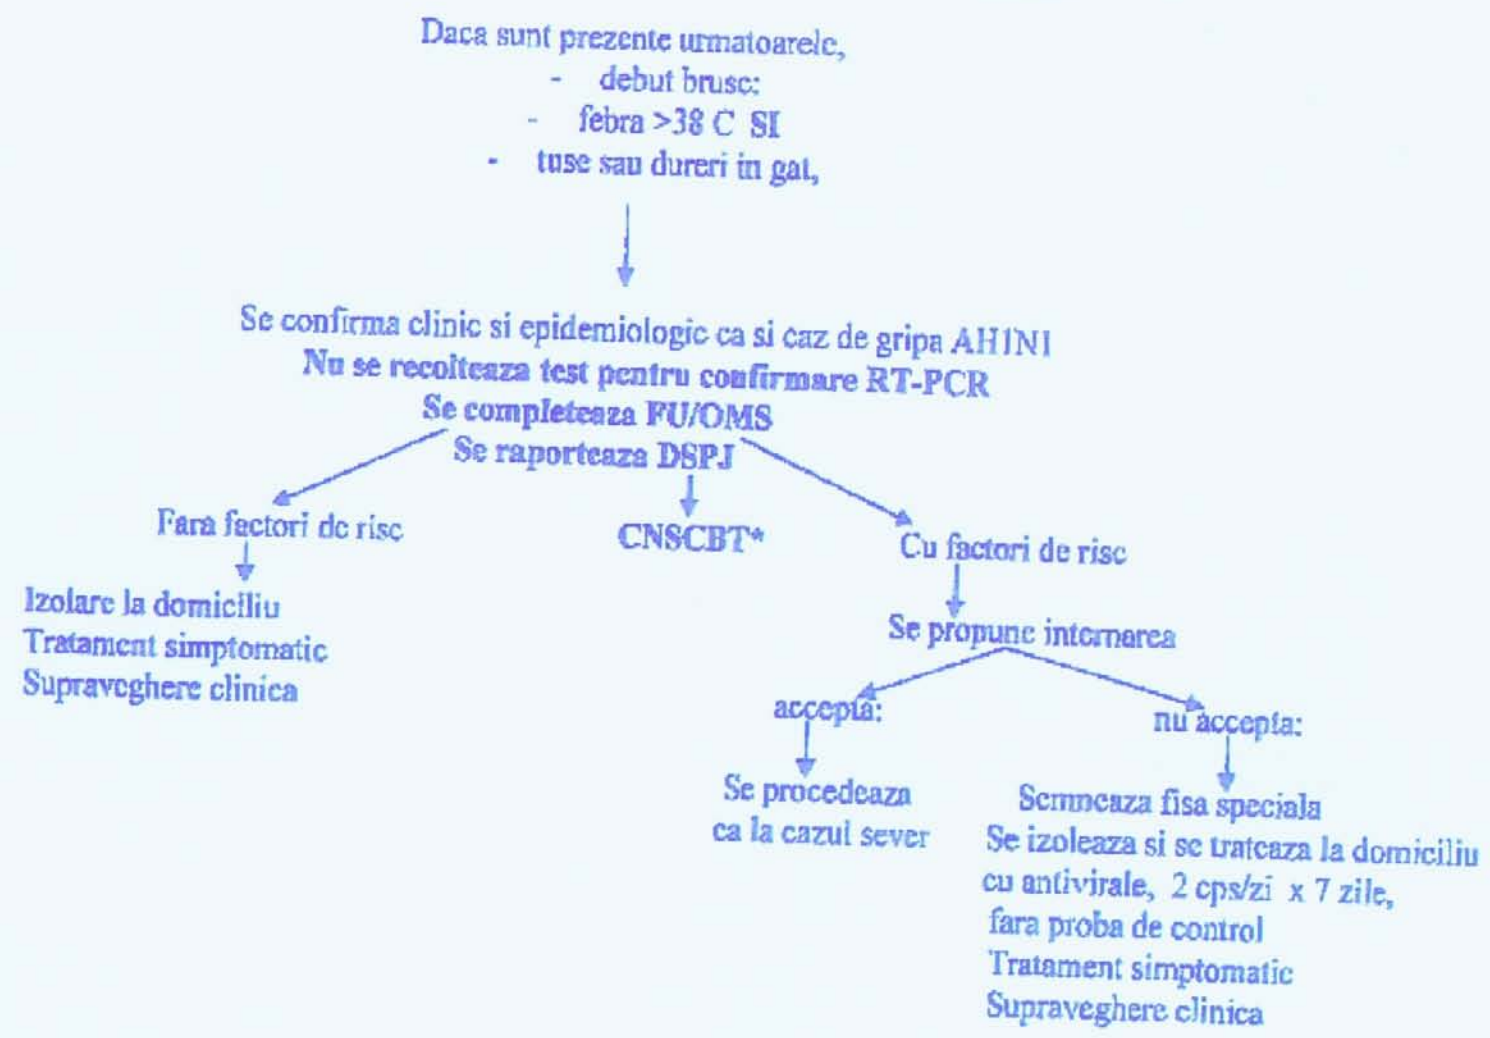 Daca sunt prezente urmatoarele,
- debut brusc:
- febra >38 C SI
- tuse sau dureri in gat,
Se confirma clinic si epidemiologic ca si caz de gripa AH1N1
Nu se recolteaza test pentru confirmare RT-PCR
Se completeaza FU/OMS
Se raporteaza DSPJ
Fara factori de risc
CNSCBT*
Cu factori de risc
Izolare la domiciliu
Tratament simptomatic
Supraveghere clinica
Se propune internarea
accepta:
nu accepta:
Se procedeaza
ca la cazul sever
Semneaza fisa speciala
Se izoleaza si se trateaza la domiciliu
cu antivirale, 2 cps/zi x 7 zile,
fara proba de control
Tratament simptomatic
Supraveghere clinica